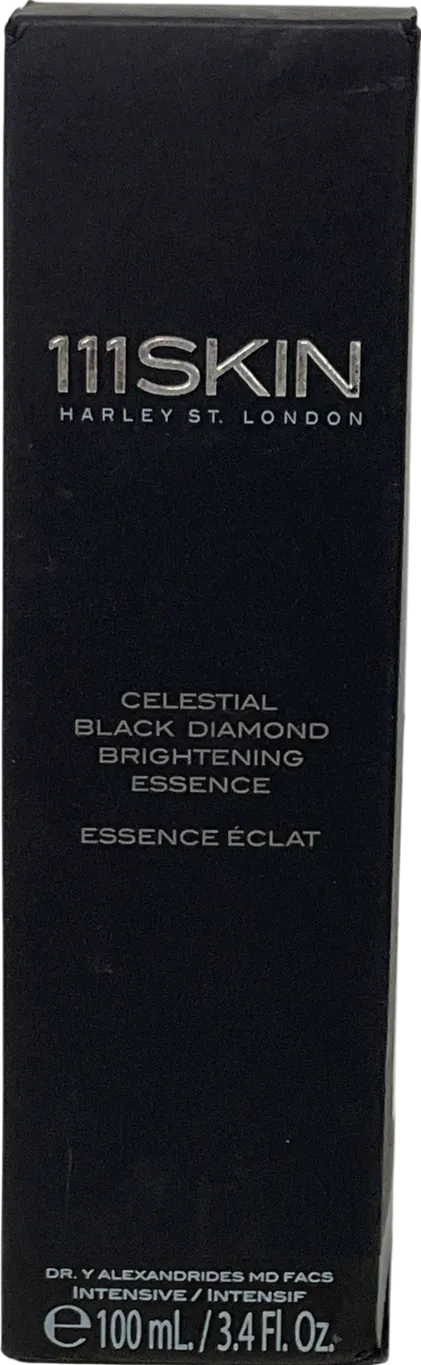 111SKIN
HARLEY ST. LONDON
CELESTIAL
BLACK DIAMOND
BRIGHTENING
ESSENCE
ESSENCE ÉCLAT
DR. Y ALEXANDRIDES MD FACS
INTENSIVE / INTENSIF
℮ 100 mL. / 3.4 Fl. Oz.